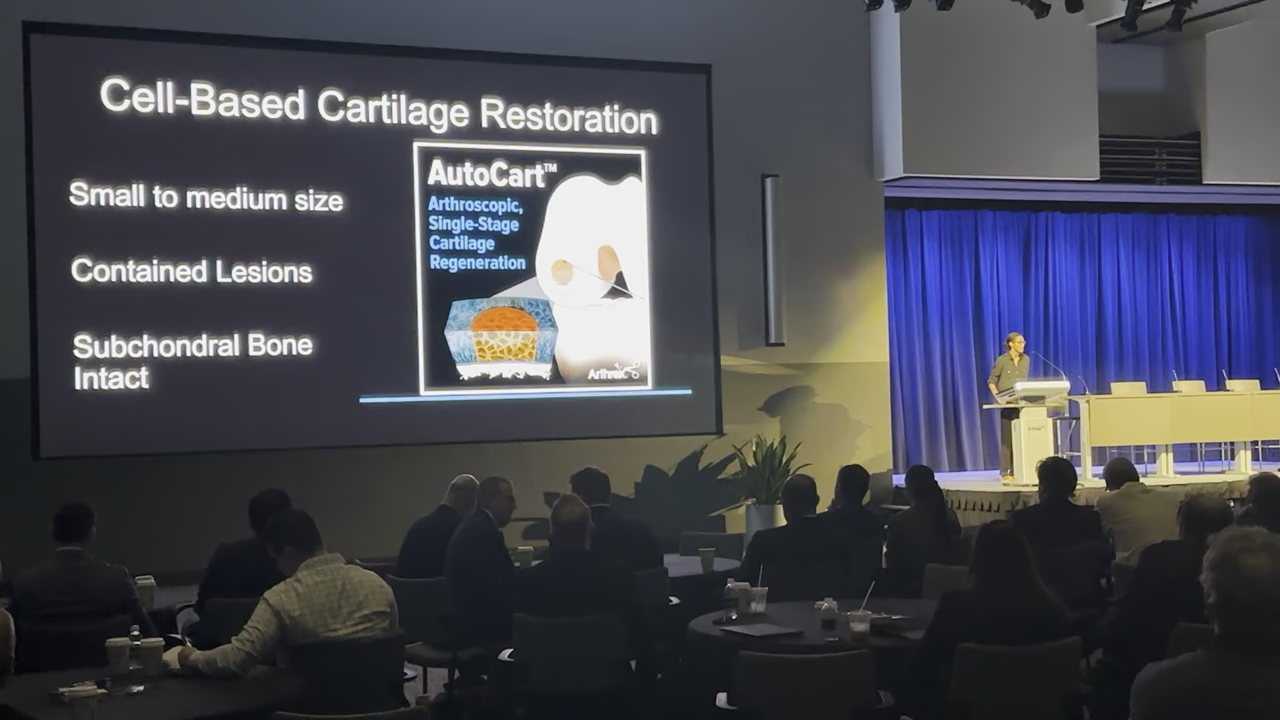 Cell-Based Cartilage Restoration
Small to medium size
Contained Lesions
Subchondral Bone
Intact
AutoCart™
Arthroscopic,
Single-Stage
Cartilage
Regeneration
Arthrex